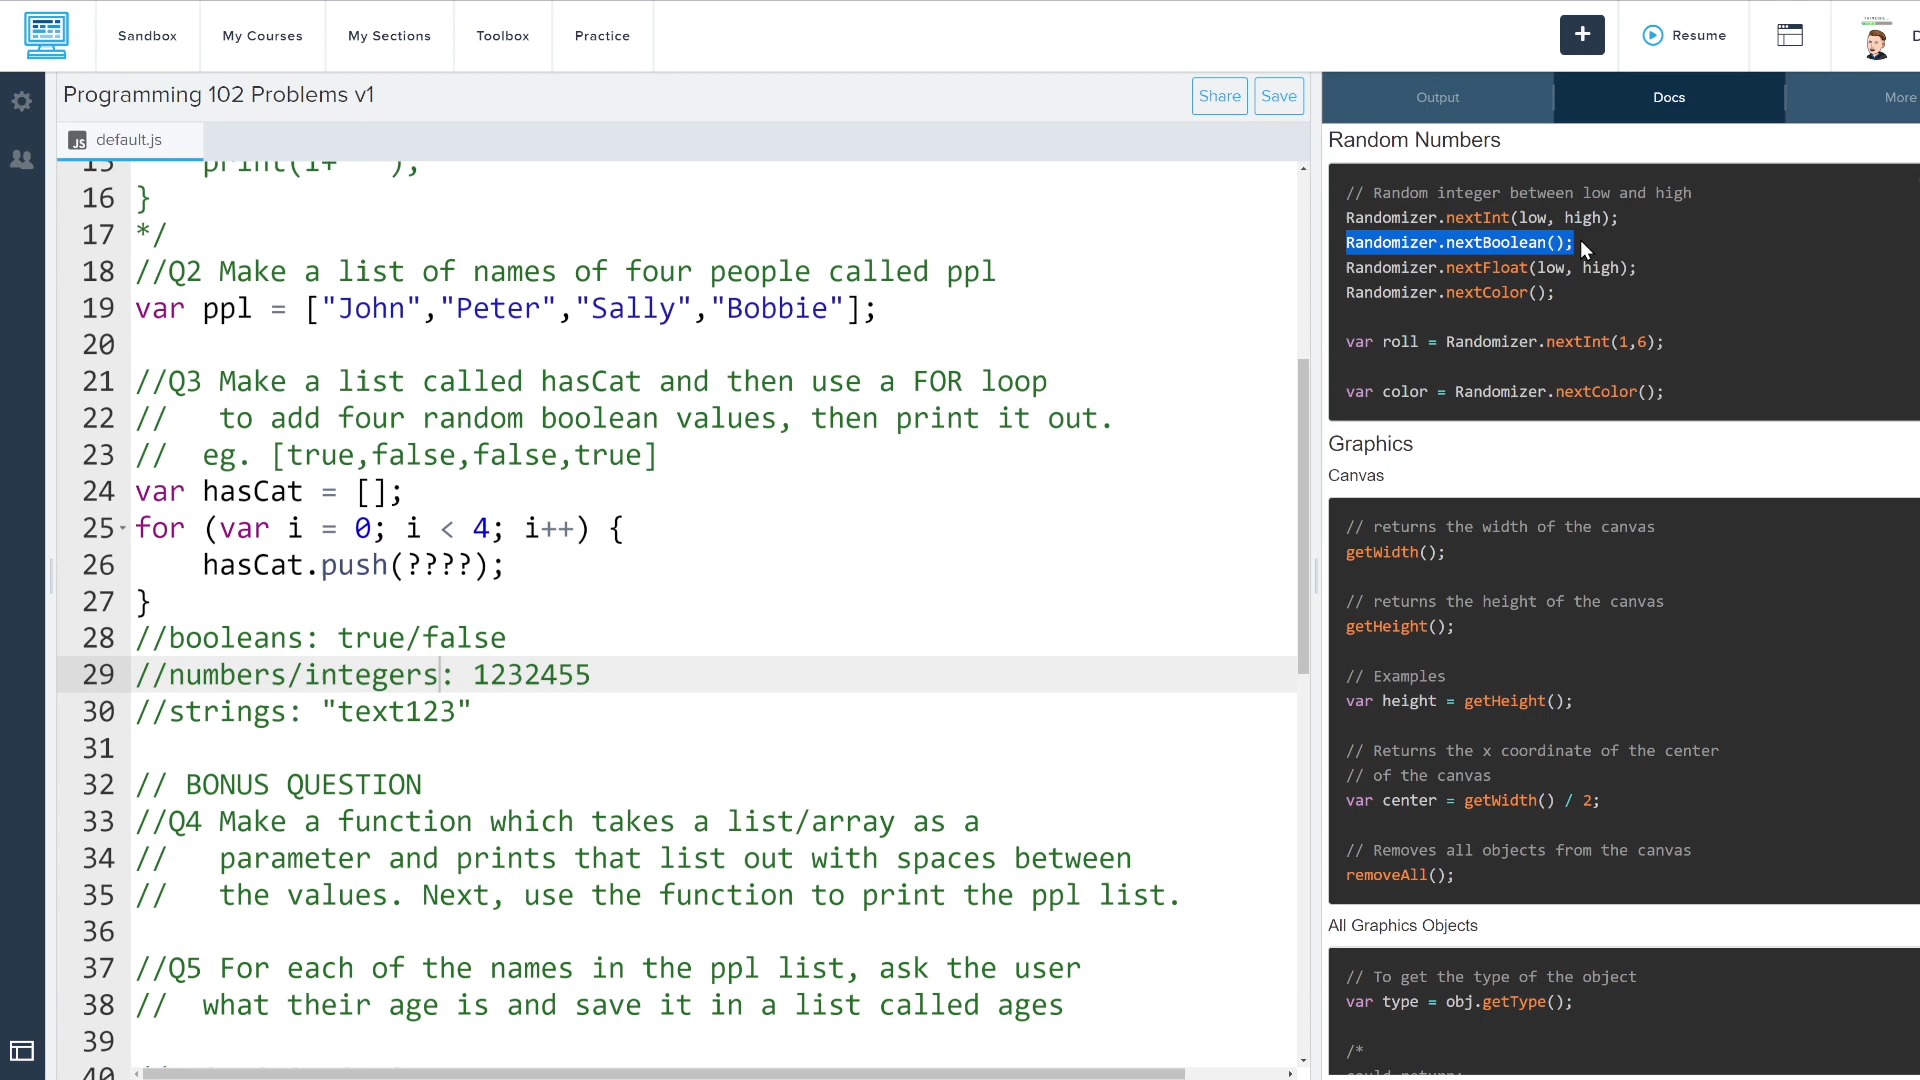 Sandbox
My Courses
My Sections
Toolbox
Practice
+
Resume
Programming 102 Problems v1
Share
Save
JS default.js
16 }
17 */
18 //Q2 Make a list of names of four people called ppl
19 var ppl = ["John","Peter","Sally","Bobbie"];
20
21 //Q3 Make a list called hasCat and then use a FOR loop
22 // to add four random boolean values, then print it out.
23 // eg. [true,false,false,true]
24 var hasCat = [];
25 for (var i = 0; i < 4; i++) {
26 hasCat.push(????);
27 }
28 //booleans: true/false
29 //numbers/integers: 1232455
30 //strings: "text123"
31
32 // BONUS QUESTION
33 //Q4 Make a function which takes a list/array as a
34 // parameter and prints that list out with spaces between
35 // the values. Next, use the function to print the ppl list.
36
37 //Q5 For each of the names in the ppl list, ask the user
38 // what their age is and save it in a list called ages
39
40
Output
Docs
More
Random Numbers
// Random integer between low and high
Randomizer.nextInt(low, high);
Randomizer.nextBoolean();
Randomizer.nextFloat(low, high);
Randomizer.nextColor();
var roll = Randomizer.nextInt(1,6);
var color = Randomizer.nextColor();
Graphics
Canvas
// returns the width of the canvas
getWidth();
// returns the height of the canvas
getHeight();
// Examples
var height = getHeight();
// Returns the x coordinate of the center
// of the canvas
var center = getWidth() / 2;
// Removes all objects from the canvas
removeAll();
All Graphics Objects
// To get the type of the object
var type = obj.getType();
/*